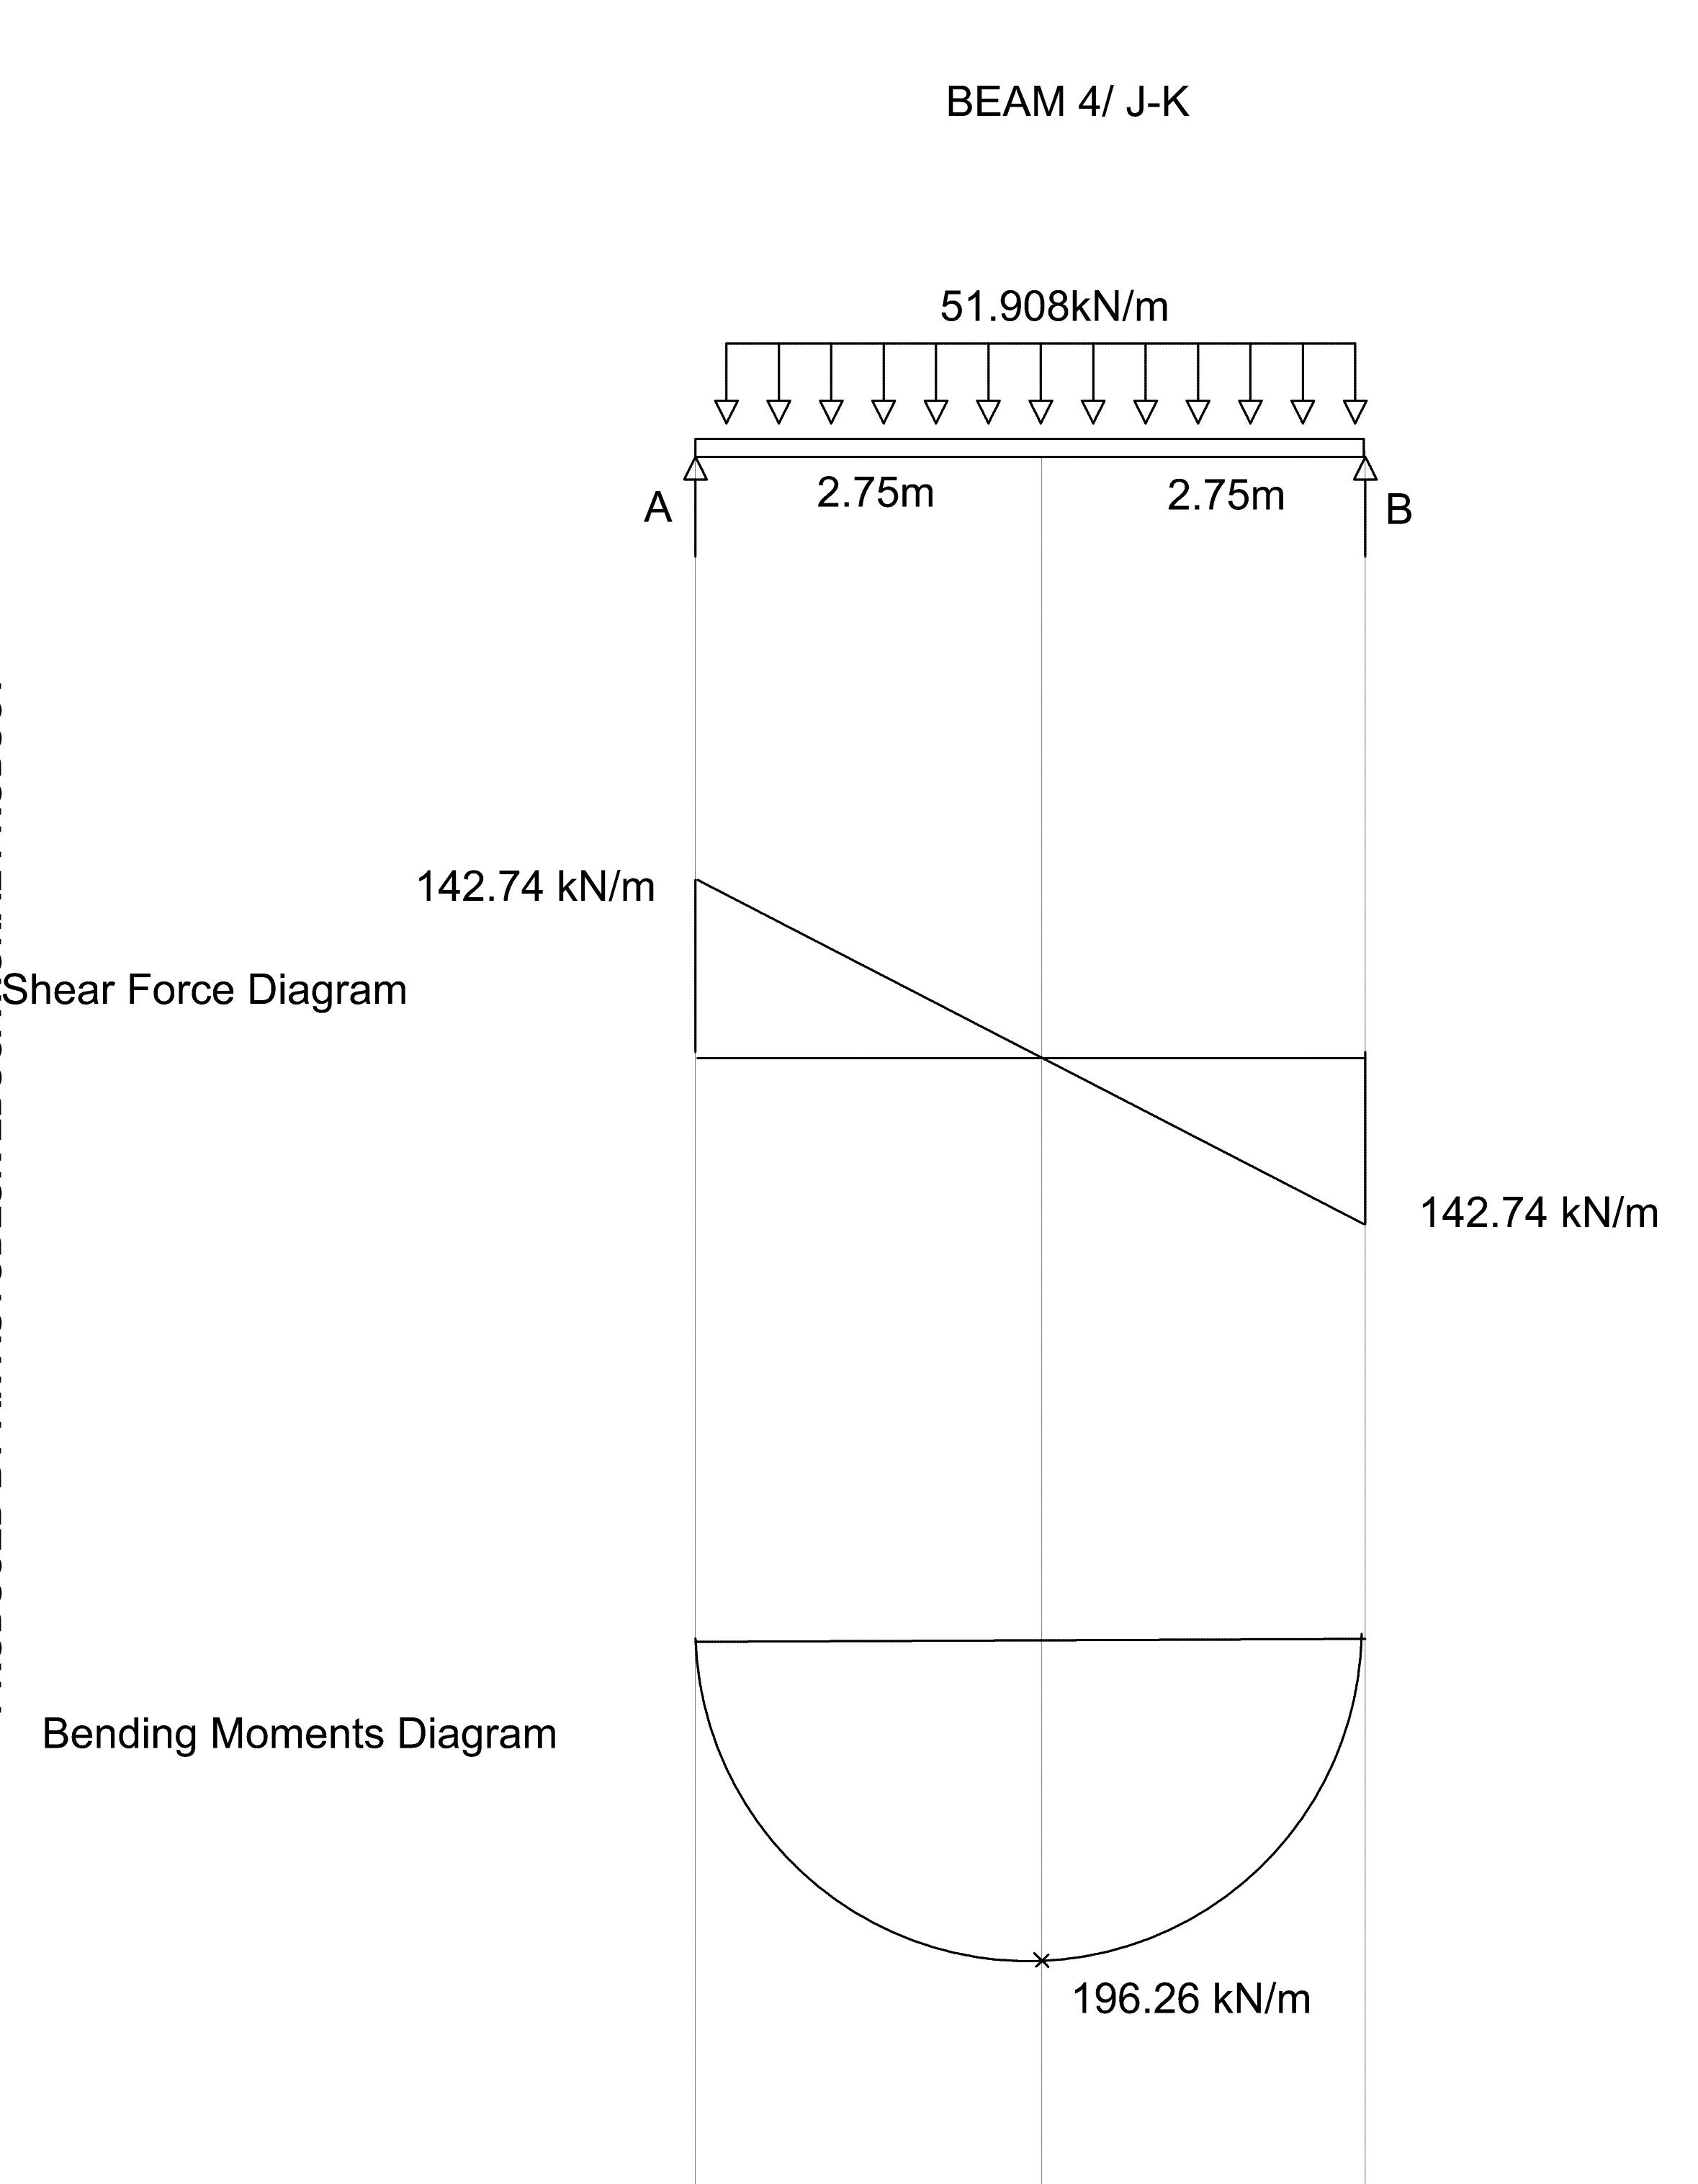 BEAM 4/ J-K
51.908kN/m
2.75m
2.75m
A
B
142.74 kN/m
Shear Force Diagram
142.74 kN/m
Bending Moments Diagram
196.26 kN/m